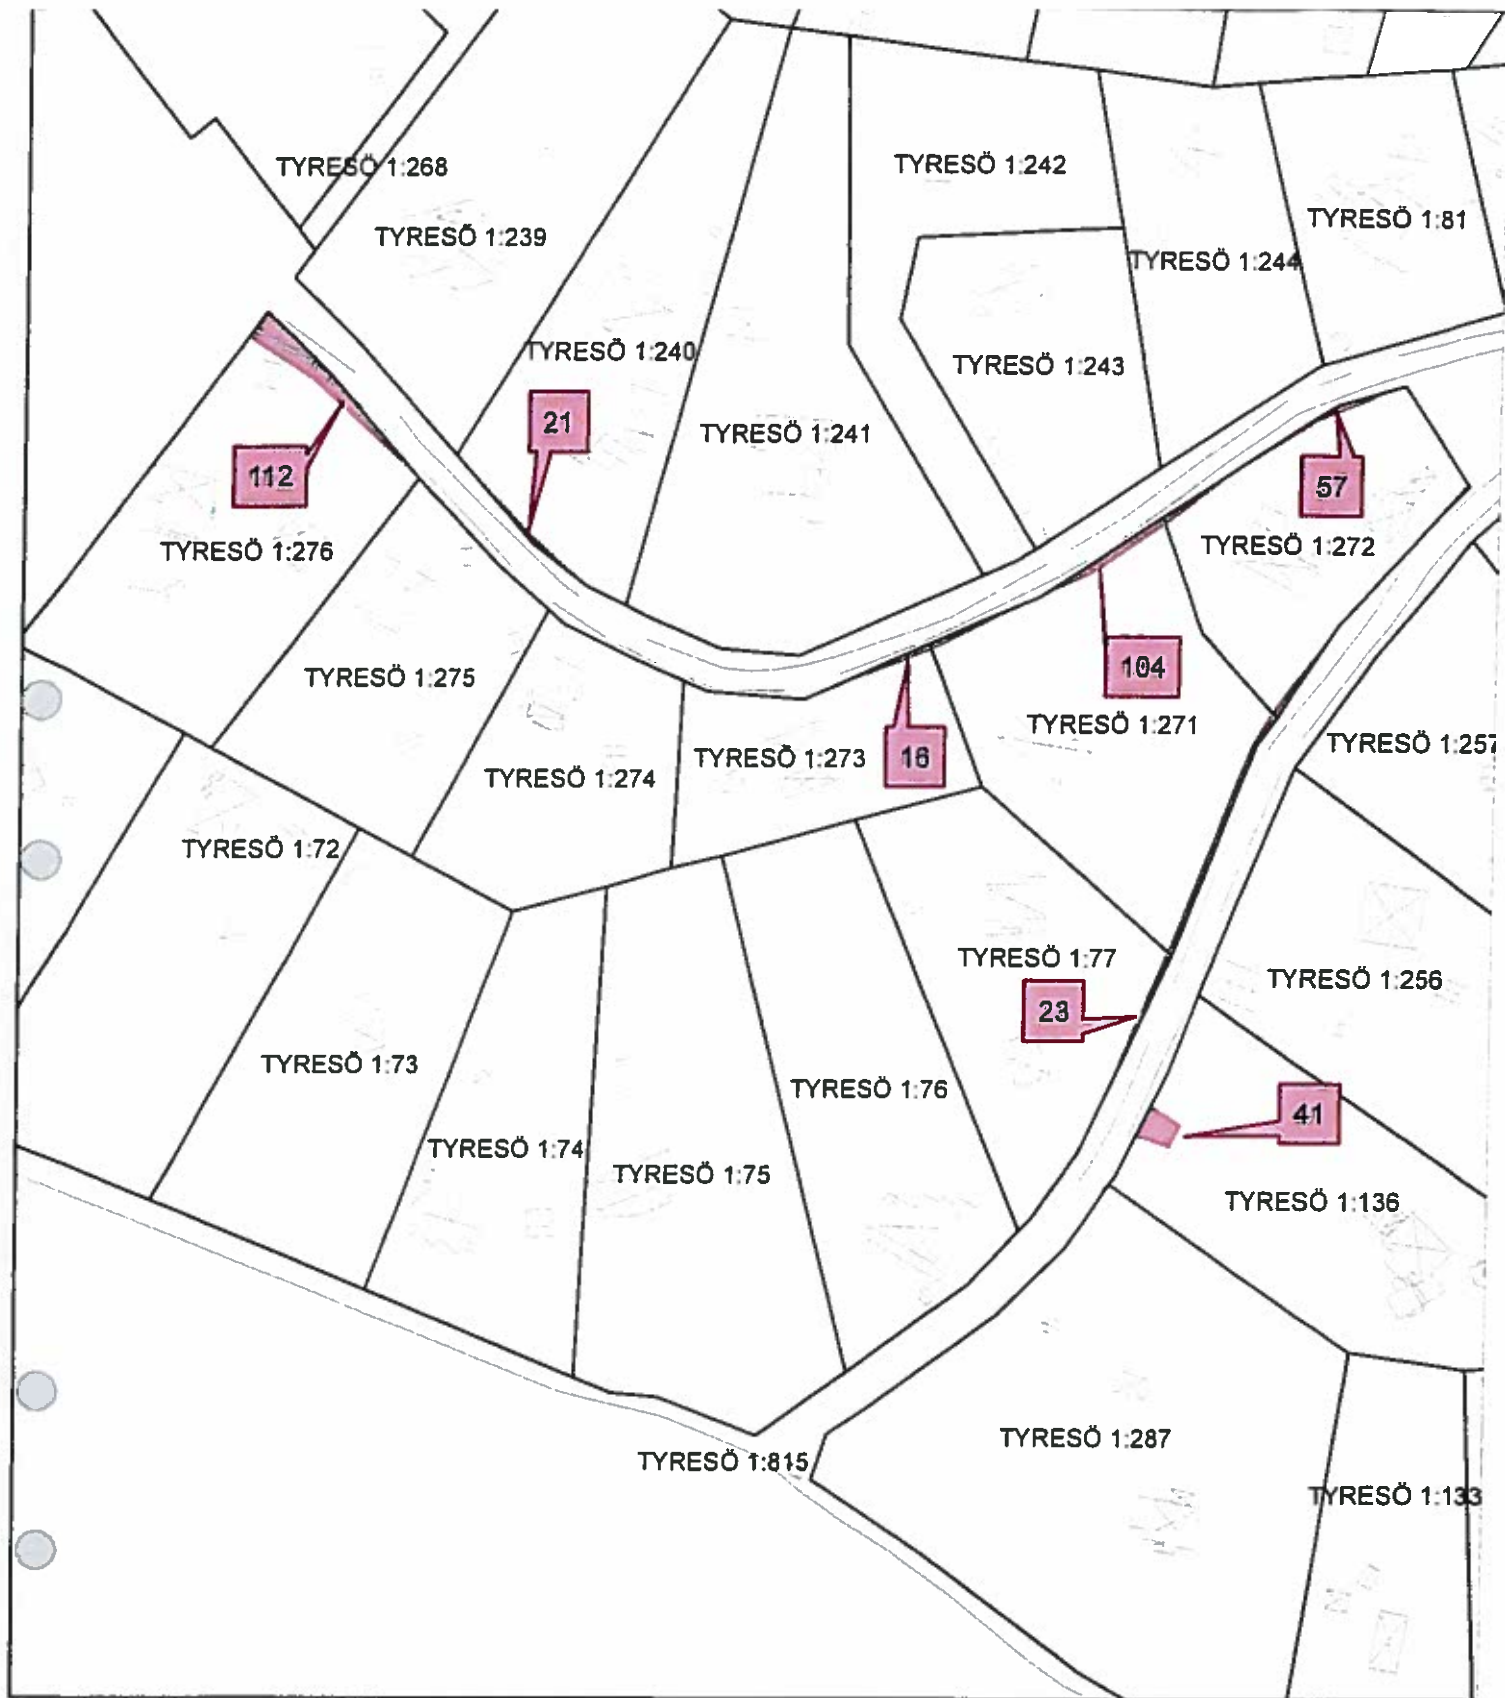 TYRESÖ 1:268
TYRESÖ 1:242
TYRESÖ 1:81
TYRESÖ 1:239
TYRESÖ 1:244
TYRESÖ 1:240
TYRESÖ 1:243
21
TYRESÖ 1:241
112
57
TYRESÖ 1:276
TYRESÖ 1:272
104
TYRESÖ 1:275
TYRESÖ 1:271
TYRESÖ 1:257
16
TYRESÖ 1:273
TYRESÖ 1:274
TYRESÖ 1:72
TYRESÖ 1:77
TYRESÖ 1:256
23
TYRESÖ 1:73
TYRESÖ 1:76
41
TYRESÖ 1:74
TYRESÖ 1:75
TYRESÖ 1:136
TYRESÖ 1:287
TYRESÖ 1:815
TYRESÖ 1:133